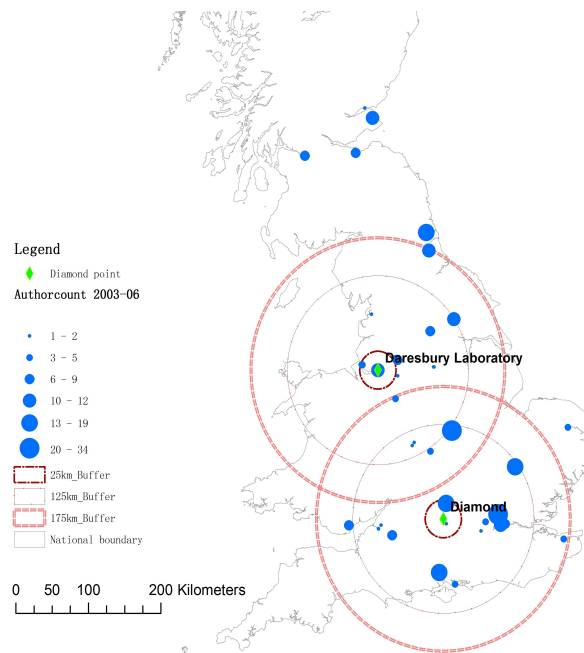 Legend
Diamond point
Authorcount 2003-06
1 - 2
3 - 5
6 - 9
10 - 12
13 - 19
20 - 34
25km_Buffer
125km_Buffer
175km_Buffer
National boundary
0 50 100 200 Kilometers
Daresbury Laboratory
Diamond